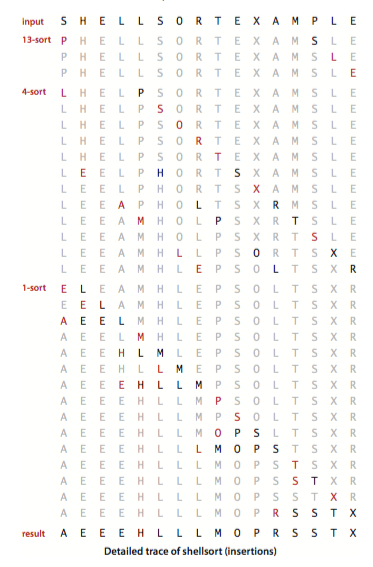 input S H E L L S O R T E X A M P L E
13-sort P H E L L S O R T E X A M S L E
P H E L L S O R T E X A M S L E
P H E L L S O R T E X A M S L E
4-sort L H E L P S O R T E X A M S L E
L H E L P S O R T E X A M S L E
L H E L P S O R T E X A M S L E
L H E L P S O R T E X A M S L E
L H E L P S O R T E X A M S L E
L E E L P H O R T S X A M S L E
L E E L P H O R T S X A M S L E
L E E A P H O L T S X R M S L E
L E E A M H O L P S X R T S L E
L E E A M H O L P S X R T S L E
L E E A M H L L P S O R T S X E
L E E A M H L E P S O L T S X R
1-sort E L E A M H L E P S O L T S X R
E E L A M H L E P S O L T S X R
A E E L M H L E P S O L T S X R
A E E L M H L E P S O L T S X R
A E E H L M L E P S O L T S X R
A E E H L L M E P S O L T S X R
A E E E H L L M P S O L T S X R
A E E E H L L M P S O L T S X R
A E E E H L L M P S O L T S X R
A E E E H L L M O P S L T S X R
A E E E H L L L M O P S T S X R
A E E E H L L L M O P S T S X R
A E E E H L L L M O P S S T X R
A E E E H L L L M O P S S T X R
A E E E H L L L M O P R S S T X
result A E E E H L L L M O P R S S T X
Detailed trace of shellsort (insertions)